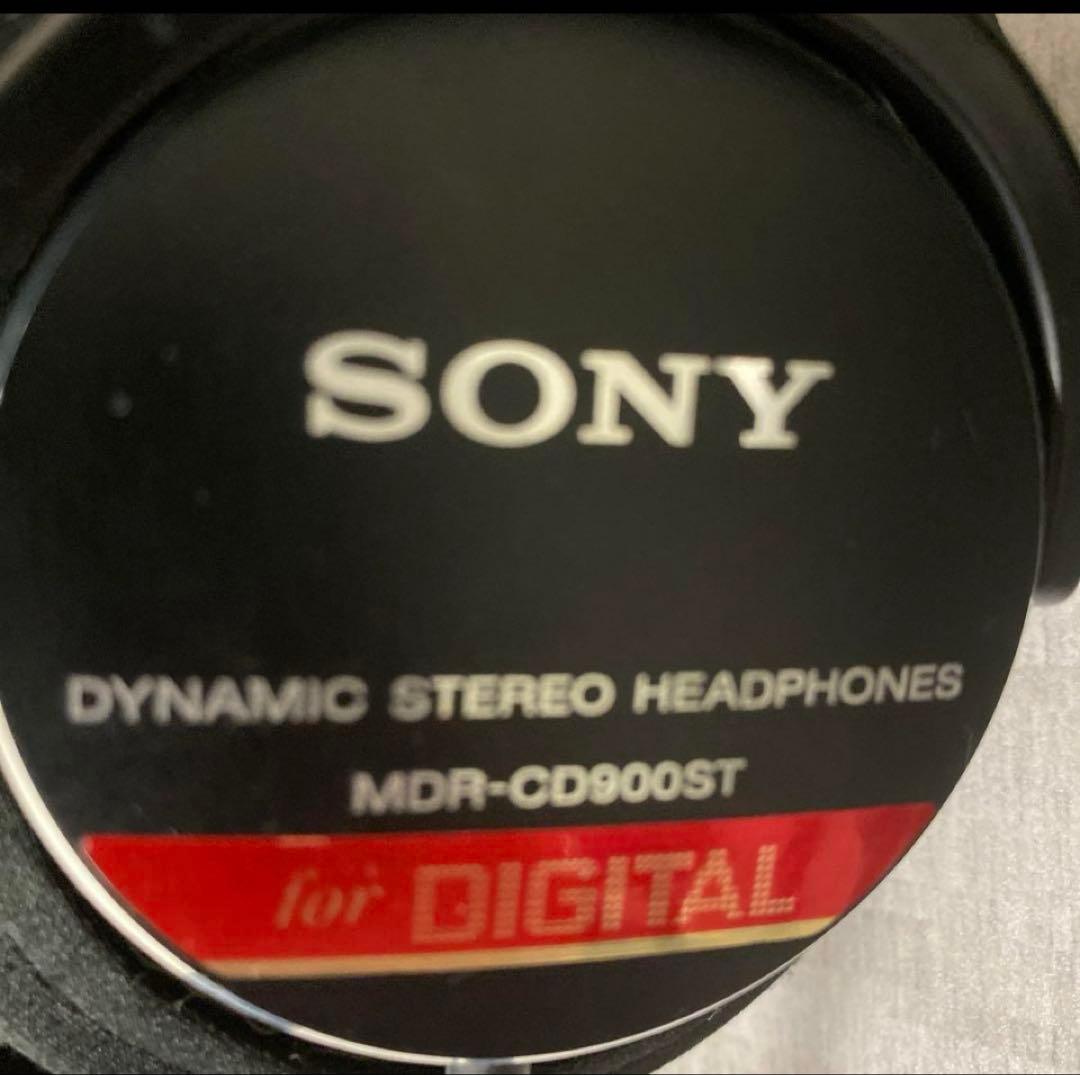 SONY
DYNAMIC STEREO HEADPHONES
MDR-CD900ST
for DIGITAL